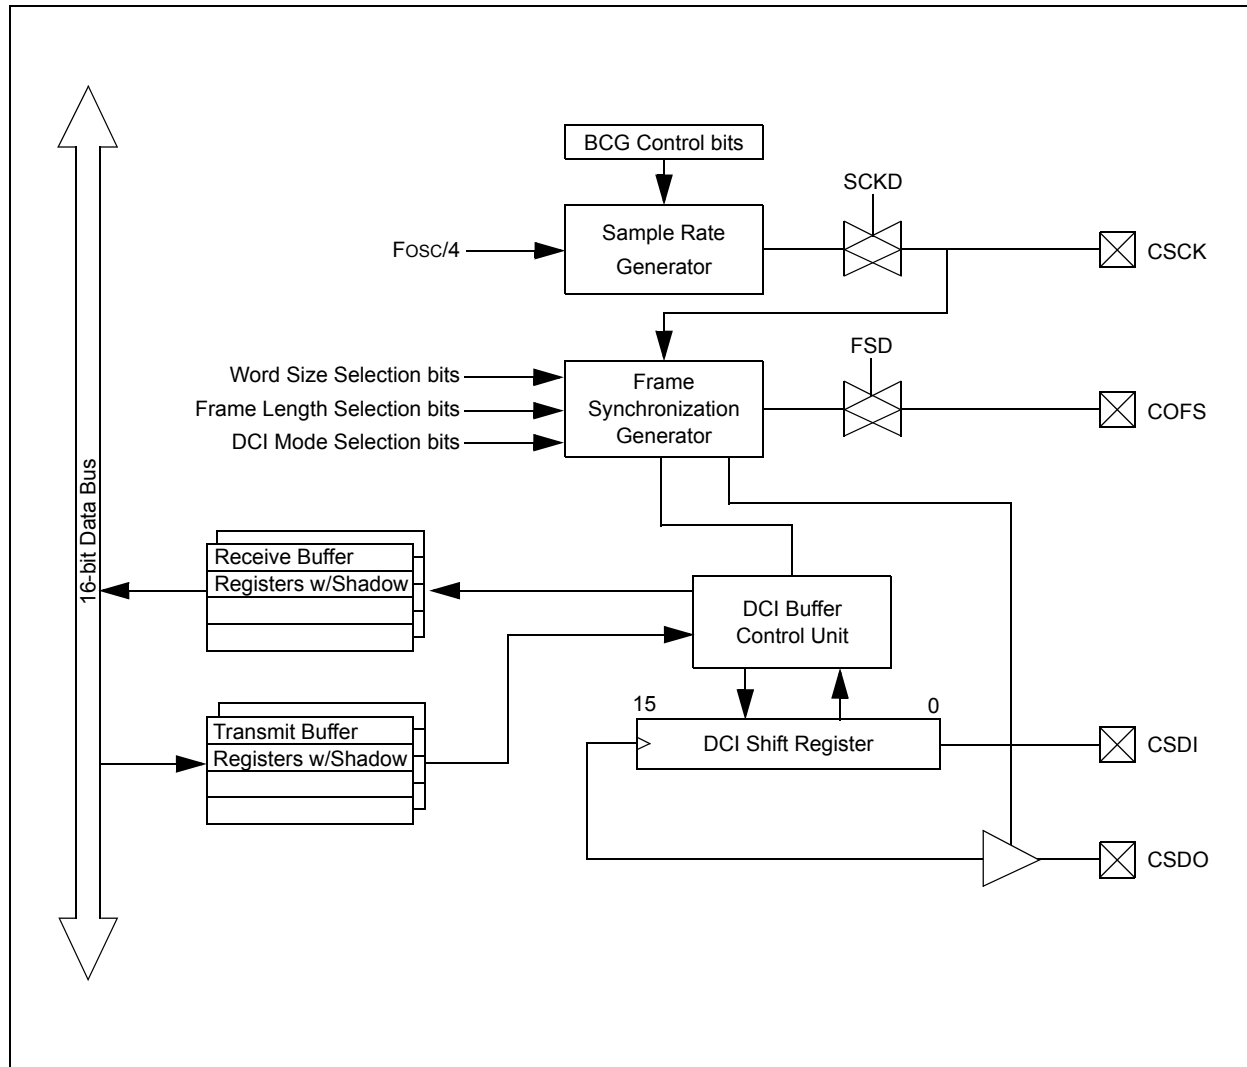 BCG Control bits
SCKD
Sample Rate
Generator
FOSC/4
CSCK
FSD
Word Size Selection bits
Frame Length Selection bits
DCI Mode Selection bits
Frame
Synchronization
Generator
COFS
16-bit Data Bus
Receive Buffer
Registers w/Shadow
DCI Buffer
Control Unit
Transmit Buffer
Registers w/Shadow
15
0
DCI Shift Register
CSDI
CSDO